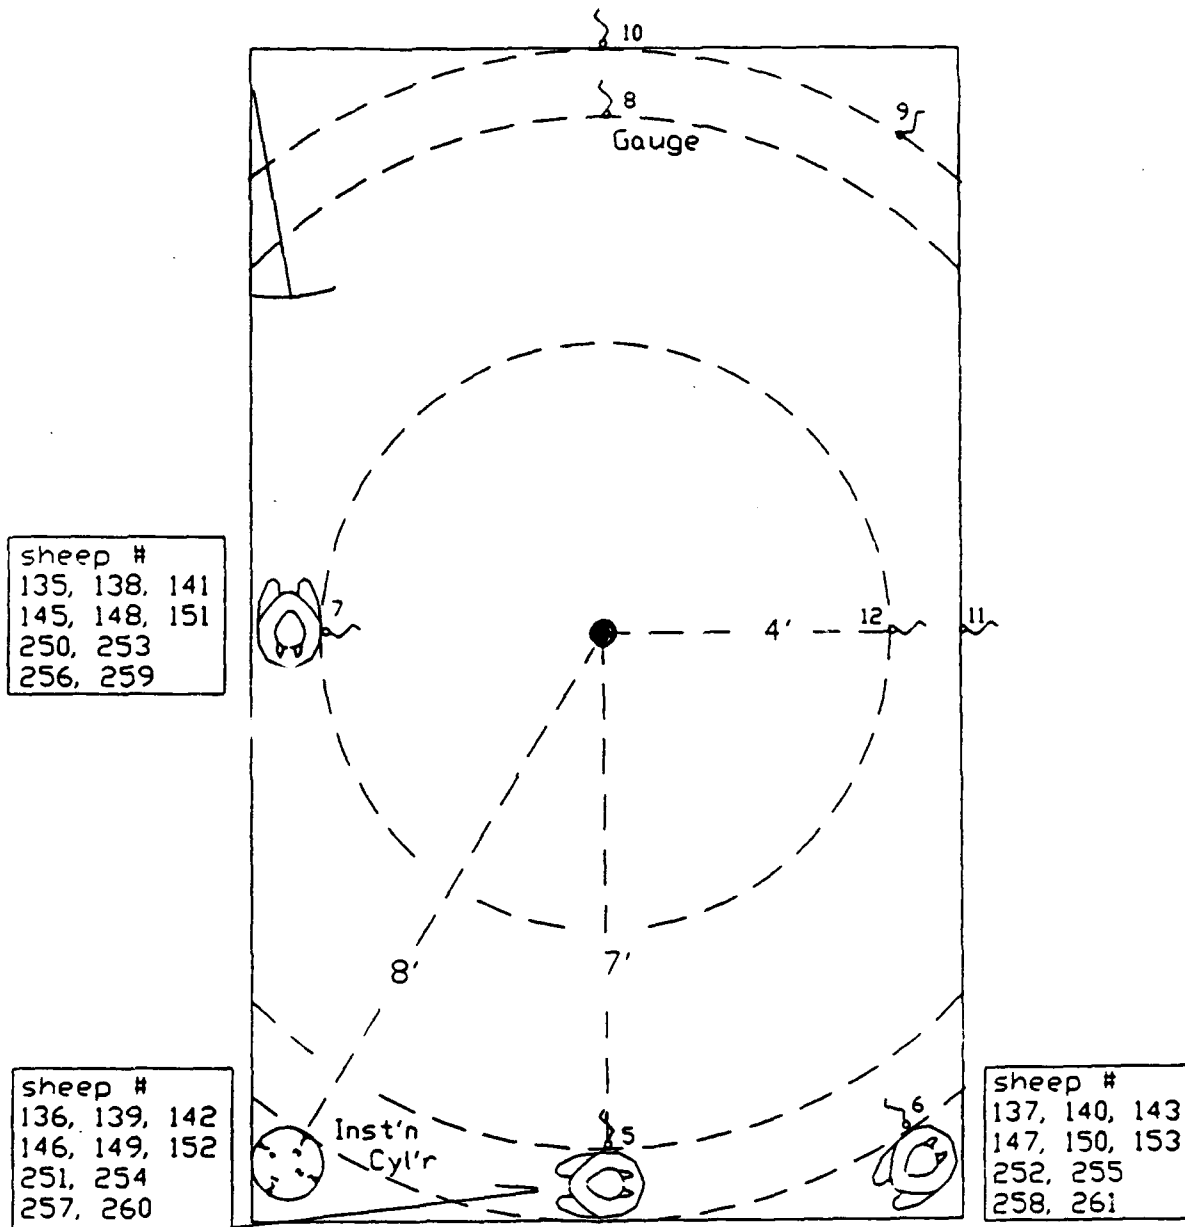 10
8
Gauge
9
sheep #
135, 138, 141
145, 148, 151
250, 253
256, 259
7
4'
12
11
8'
7'
sheep #
136, 139, 142
146, 149, 152
251, 254
257, 260
Inst'n
Cyl'r
5
6
sheep #
137, 140, 143
147, 150, 153
252, 255
258, 261